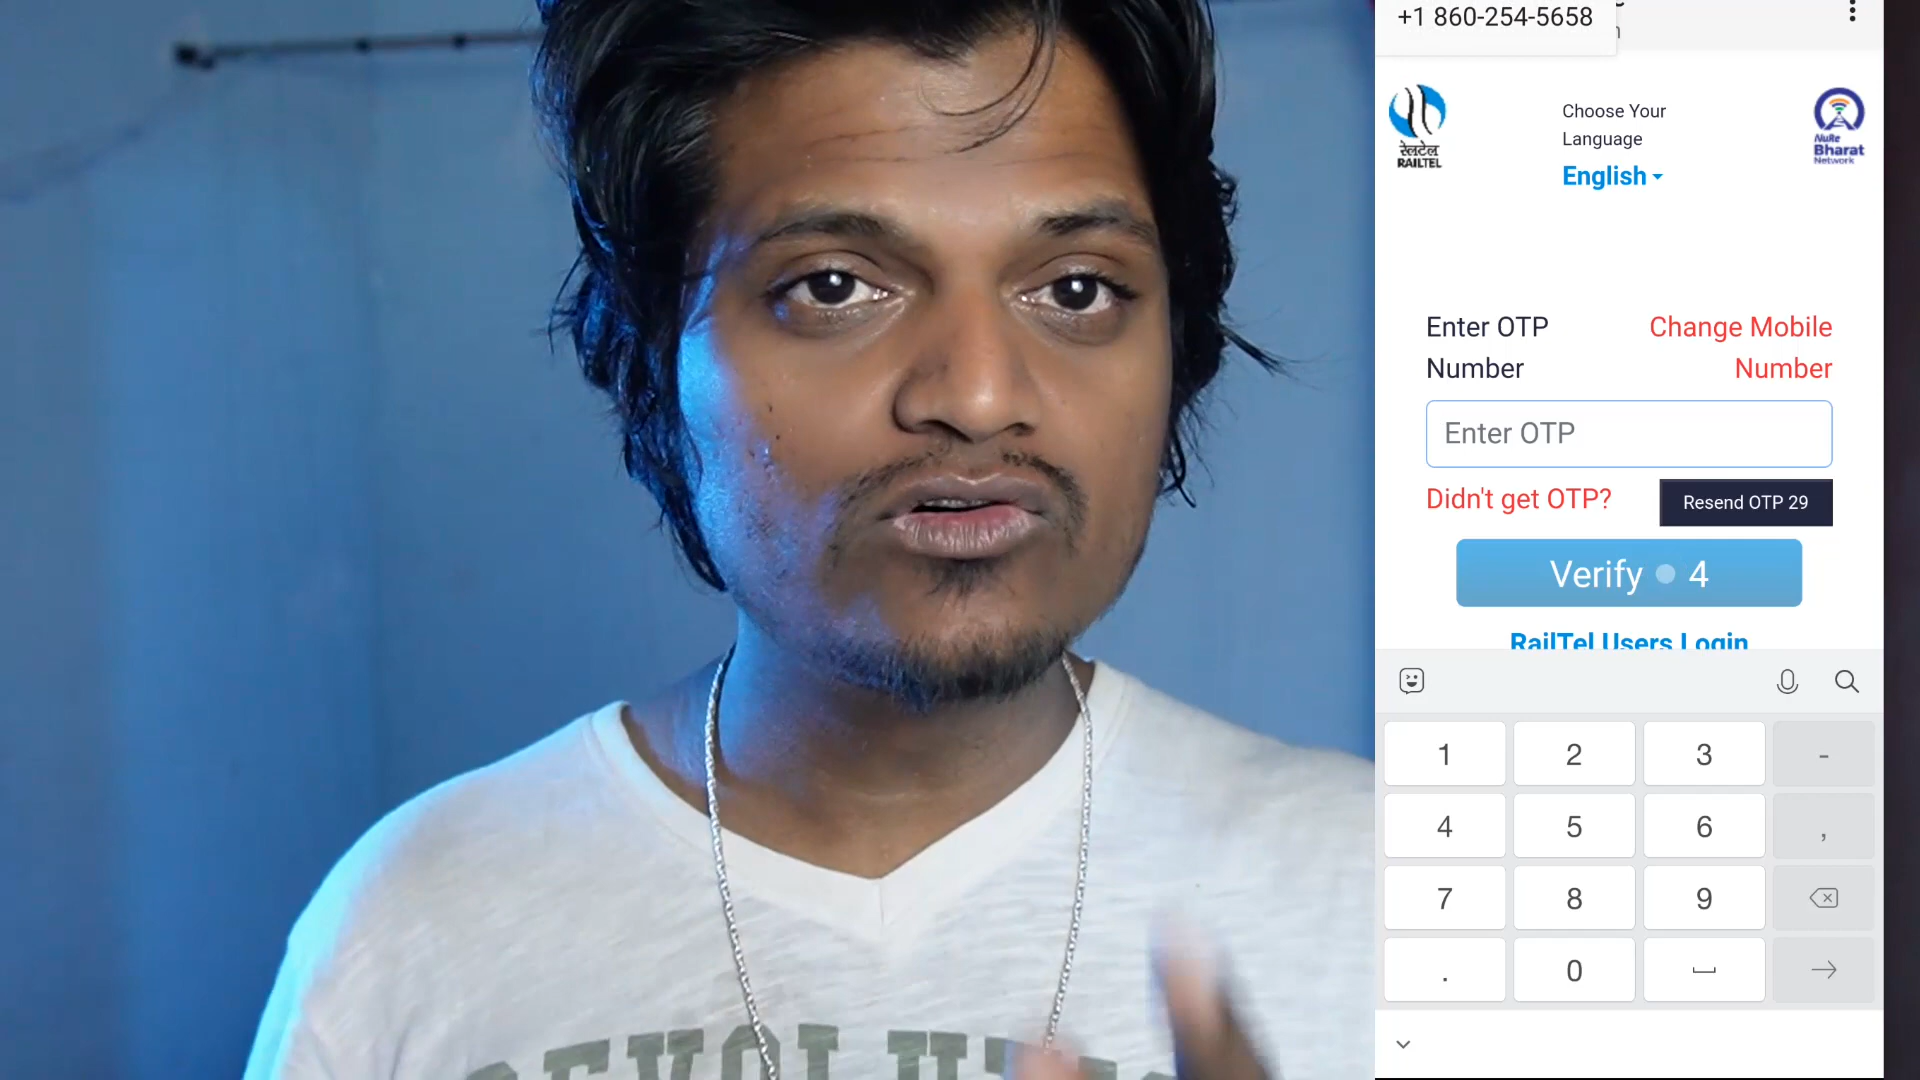 +1 860-254-5658
रेलटेल
RAILTEL
Choose Your
Language
English
NuRe
Bharat
Network
Enter OTP
Number
Change Mobile
Number
Enter OTP
Didn't get OTP?
Resend OTP 29
Verify 4
RailTel Users Login
1 2 3 -
4 5 6 ,
7 8 9
. 0